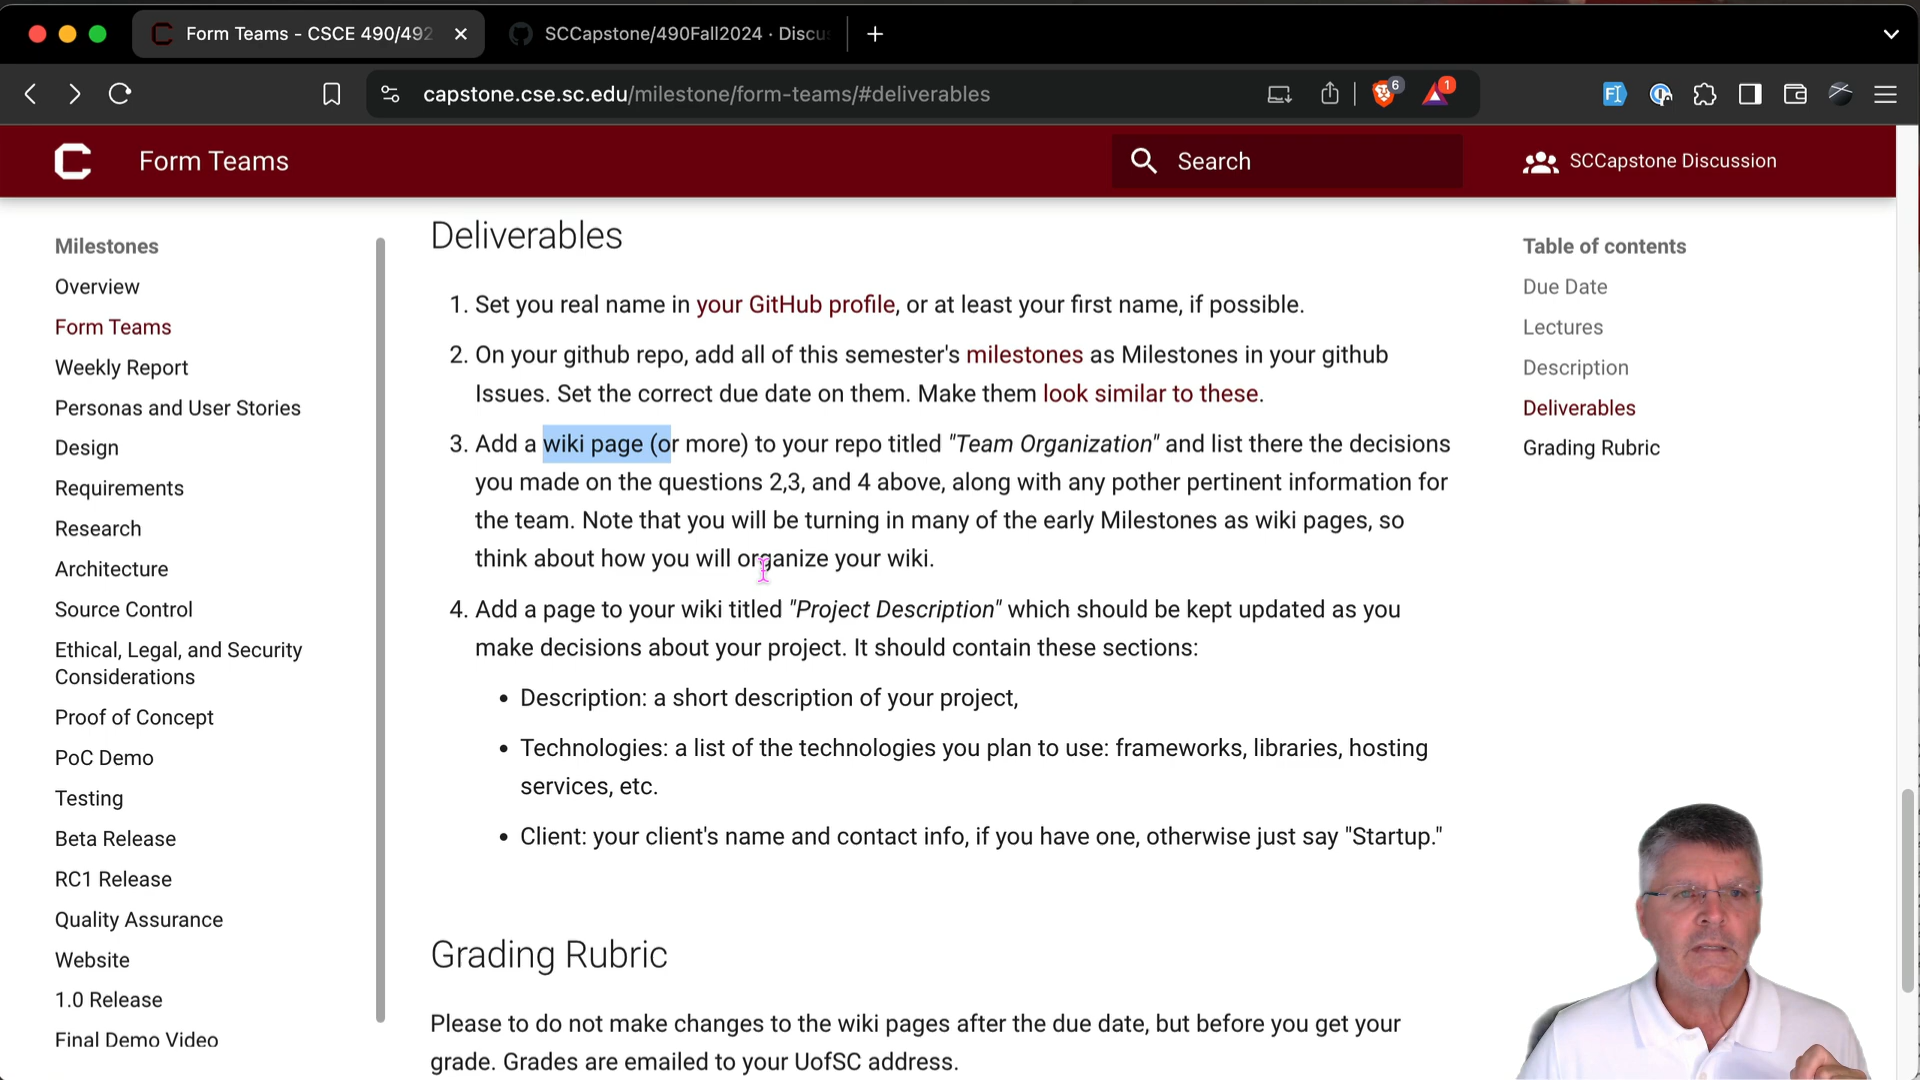 Form Teams - CSCE 490/492
SCCapstone/490Fall2024 · Discu
capstone.cse.sc.edu/milestone/form-teams/#deliverables
6
1
Form Teams
Search
SCCapstone Discussion
Milestones
Overview
Form Teams
Weekly Report
Personas and User Stories
Design
Requirements
Research
Architecture
Source Control
Ethical, Legal, and Security
Considerations
Proof of Concept
PoC Demo
Testing
Beta Release
RC1 Release
Quality Assurance
Website
1.0 Release
Final Demo Video
Deliverables
1. Set you real name in your GitHub profile, or at least your first name, if possible.
2. On your github repo, add all of this semester's milestones as Milestones in your github
Issues. Set the correct due date on them. Make them look similar to these.
3. Add a wiki page (or more) to your repo titled "Team Organization" and list there the decisions
you made on the questions 2,3, and 4 above, along with any pother pertinent information for
the team. Note that you will be turning in many of the early Milestones as wiki pages, so
think about how you will organize your wiki.
4. Add a page to your wiki titled "Project Description" which should be kept updated as you
make decisions about your project. It should contain these sections:
• Description: a short description of your project,
• Technologies: a list of the technologies you plan to use: frameworks, libraries, hosting
services, etc.
• Client: your client's name and contact info, if you have one, otherwise just say "Startup."
Grading Rubric
Please to do not make changes to the wiki pages after the due date, but before you get your
grade. Grades are emailed to your UofSC address.
Table of contents
Due Date
Lectures
Description
Deliverables
Grading Rubric